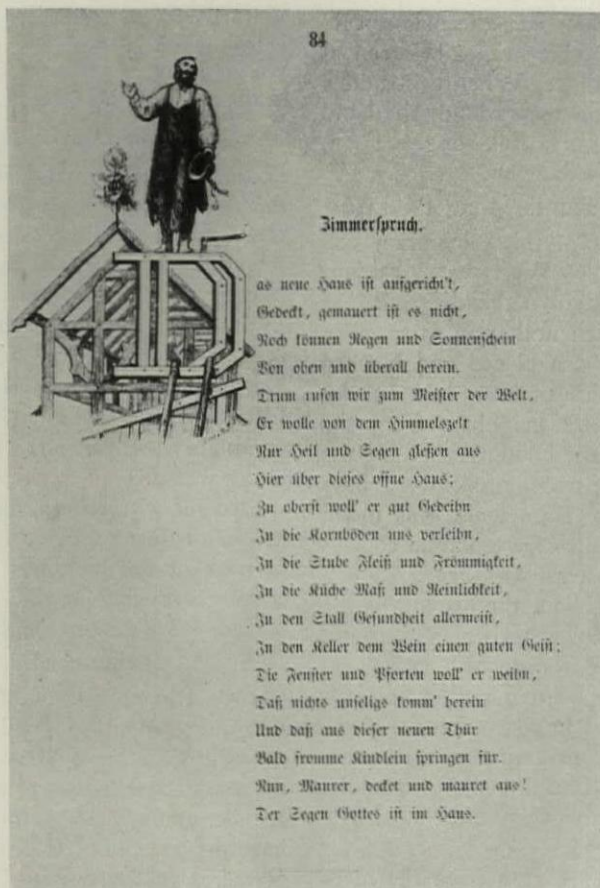 84
Zimmerspruch.
Das neue Haus ist aufgericht't,
Gedeckt, gemauert ist es nicht,
Noch können Regen und Sonnenschein
Von oben und überall herein.
Drum rufen wir zum Meister der Welt,
Er wolle von dem Himmelszelt
Nur Heil und Segen gießen aus
Hier über dieses offne Haus;
Zu oberst woll' er gut Gedeihn
In die Kornböden uns verleihn,
In die Stube Fleiß und Frömmigkeit,
In die Küche Maß und Reinlichkeit,
In den Stall Gesundheit allermeist,
In den Keller dem Wein einen guten Geist;
Die Fenster und Pforten woll' er weihn,
Daß nichts unseligs komm' herein
Und daß aus dieser neuen Thür
Bald fromme Kindlein springen für.
Nun, Maurer, decket und mauret aus!
Der Segen Gottes ist im Haus.